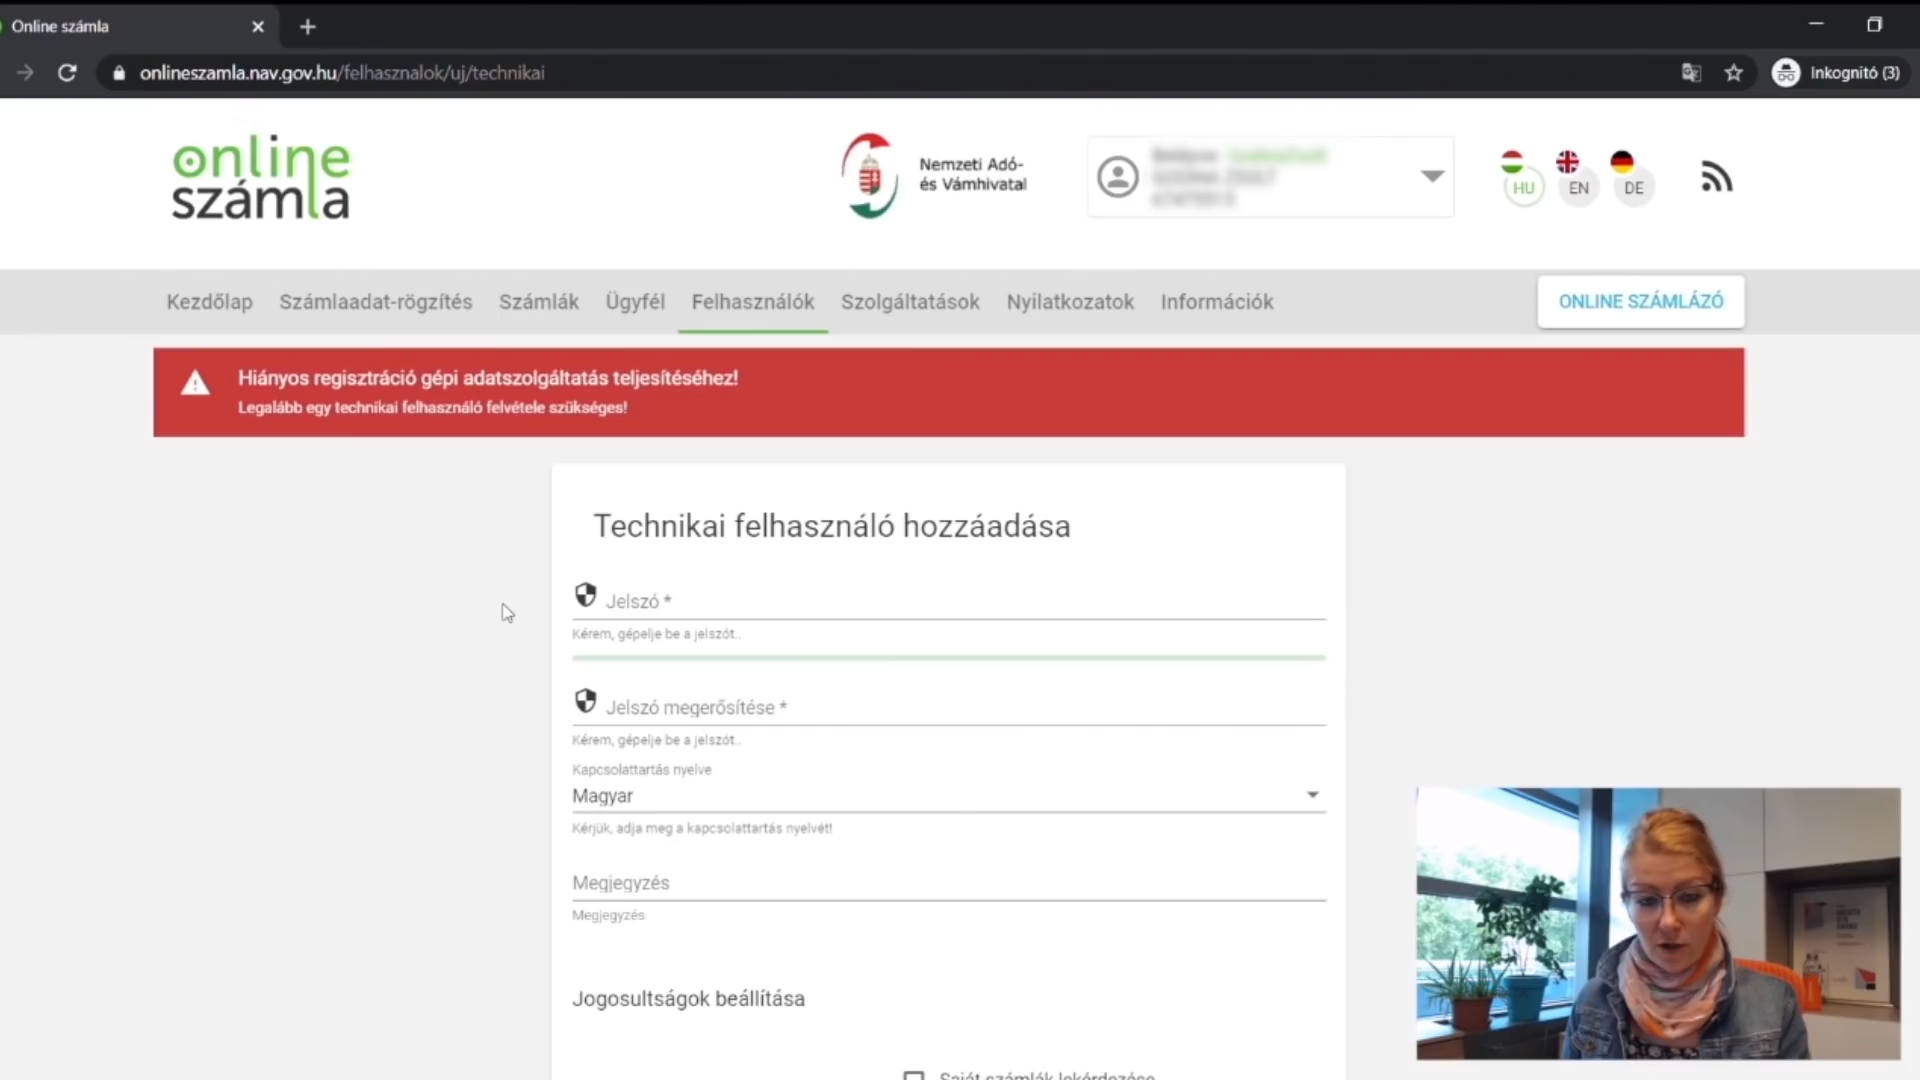 Online számla
onlineszamla.nav.gov.hu/felhasznalok/uj/technikai
Inkognitó (3)
online
számla
Nemzeti Adó-
és Vámhivatal
HU EN DE
Kezdőlap Számlaadat-rögzítés Számlák Ügyfél Felhasználók Szolgáltatások Nyilatkozatok Információk ONLINE SZÁMLÁZÓ
Hiányos regisztráció gépi adatszolgáltatás teljesítéséhez!
Legalább egy technikai felhasználó felvétele szükséges!
Technikai felhasználó hozzáadása
Jelszó *
Kérem, gépelje be a jelszót..
Jelszó megerősítése *
Kérem, gépelje be a jelszót..
Kapcsolattartás nyelve
Magyar
Kérjük, adja meg a kapcsolattartás nyelvét!
Megjegyzés
Megjegyzés
Jogosultságok beállítása
Saját számlák lekérdezése